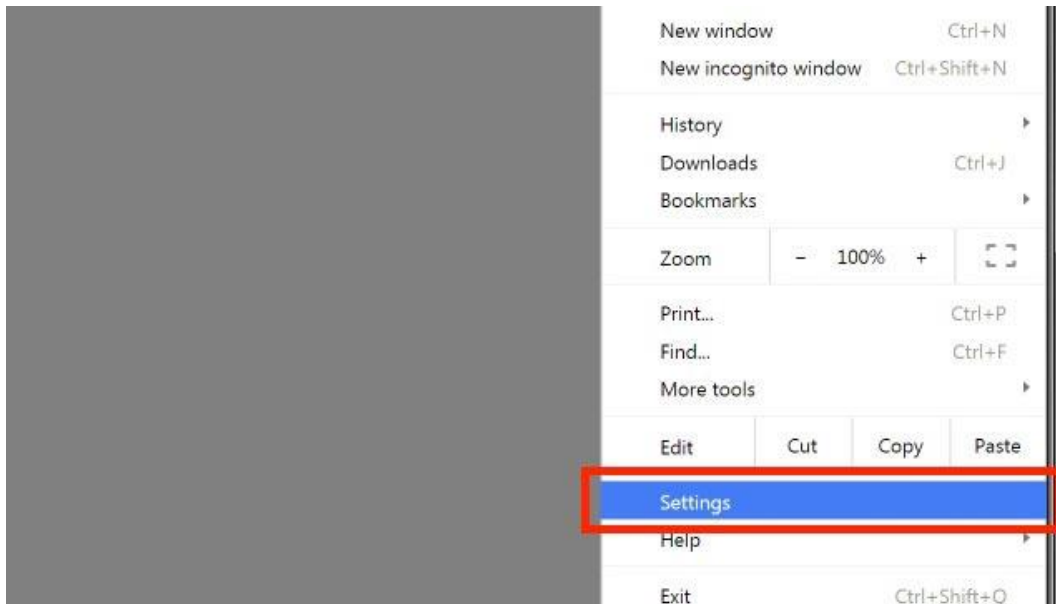 New window Ctrl+N
New incognito window Ctrl+Shift+N
History
Downloads Ctrl+J
Bookmarks
Zoom - 100% +
Print... Ctrl+P
Find... Ctrl+F
More tools
Edit Cut Copy Paste
Settings
Help
Exit Ctrl+Shift+Q